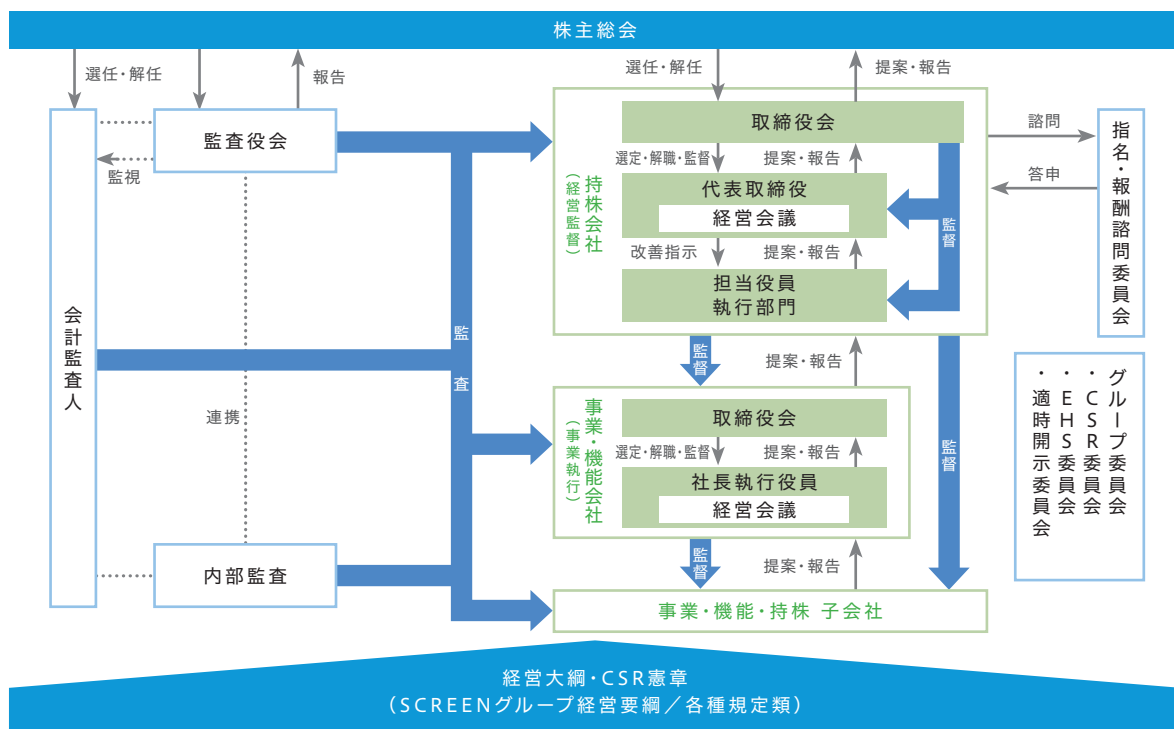 株主総会
選任・解任
報告
選任・解任
提案・報告
監査役会
監視
会計監査人
連携
内部監査
監査
持株会社
(経営監督)
取締役会
選定・解職・監督
提案・報告
代表取締役
経営会議
改善指示
提案・報告
担当役員
執行部門
監督
諮問
答申
指名・報酬諮問委員会
監督
提案・報告
監督
事業・機能会社
(事業執行)
取締役会
選定・解職・監督
提案・報告
社長執行役員
経営会議
監督
提案・報告
事業・機能・持株 子会社
グループ委員会
・CSR委員会
・EHS委員会
・適時開示委員会
経営大綱・CSR憲章
(SCREENグループ経営要綱/各種規定類)